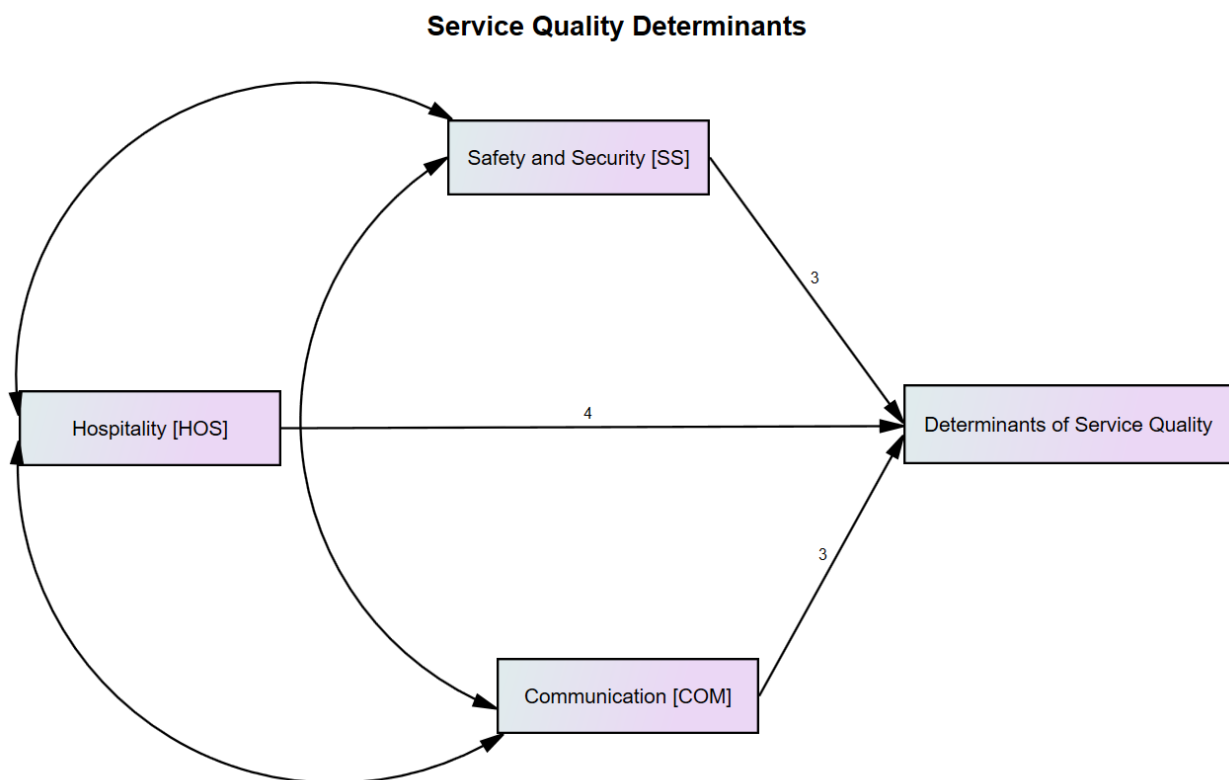 Service Quality Determinants
Safety and Security [SS]
3
Hospitality [HOS]
4
Determinants of Service Quality
3
Communication [COM]